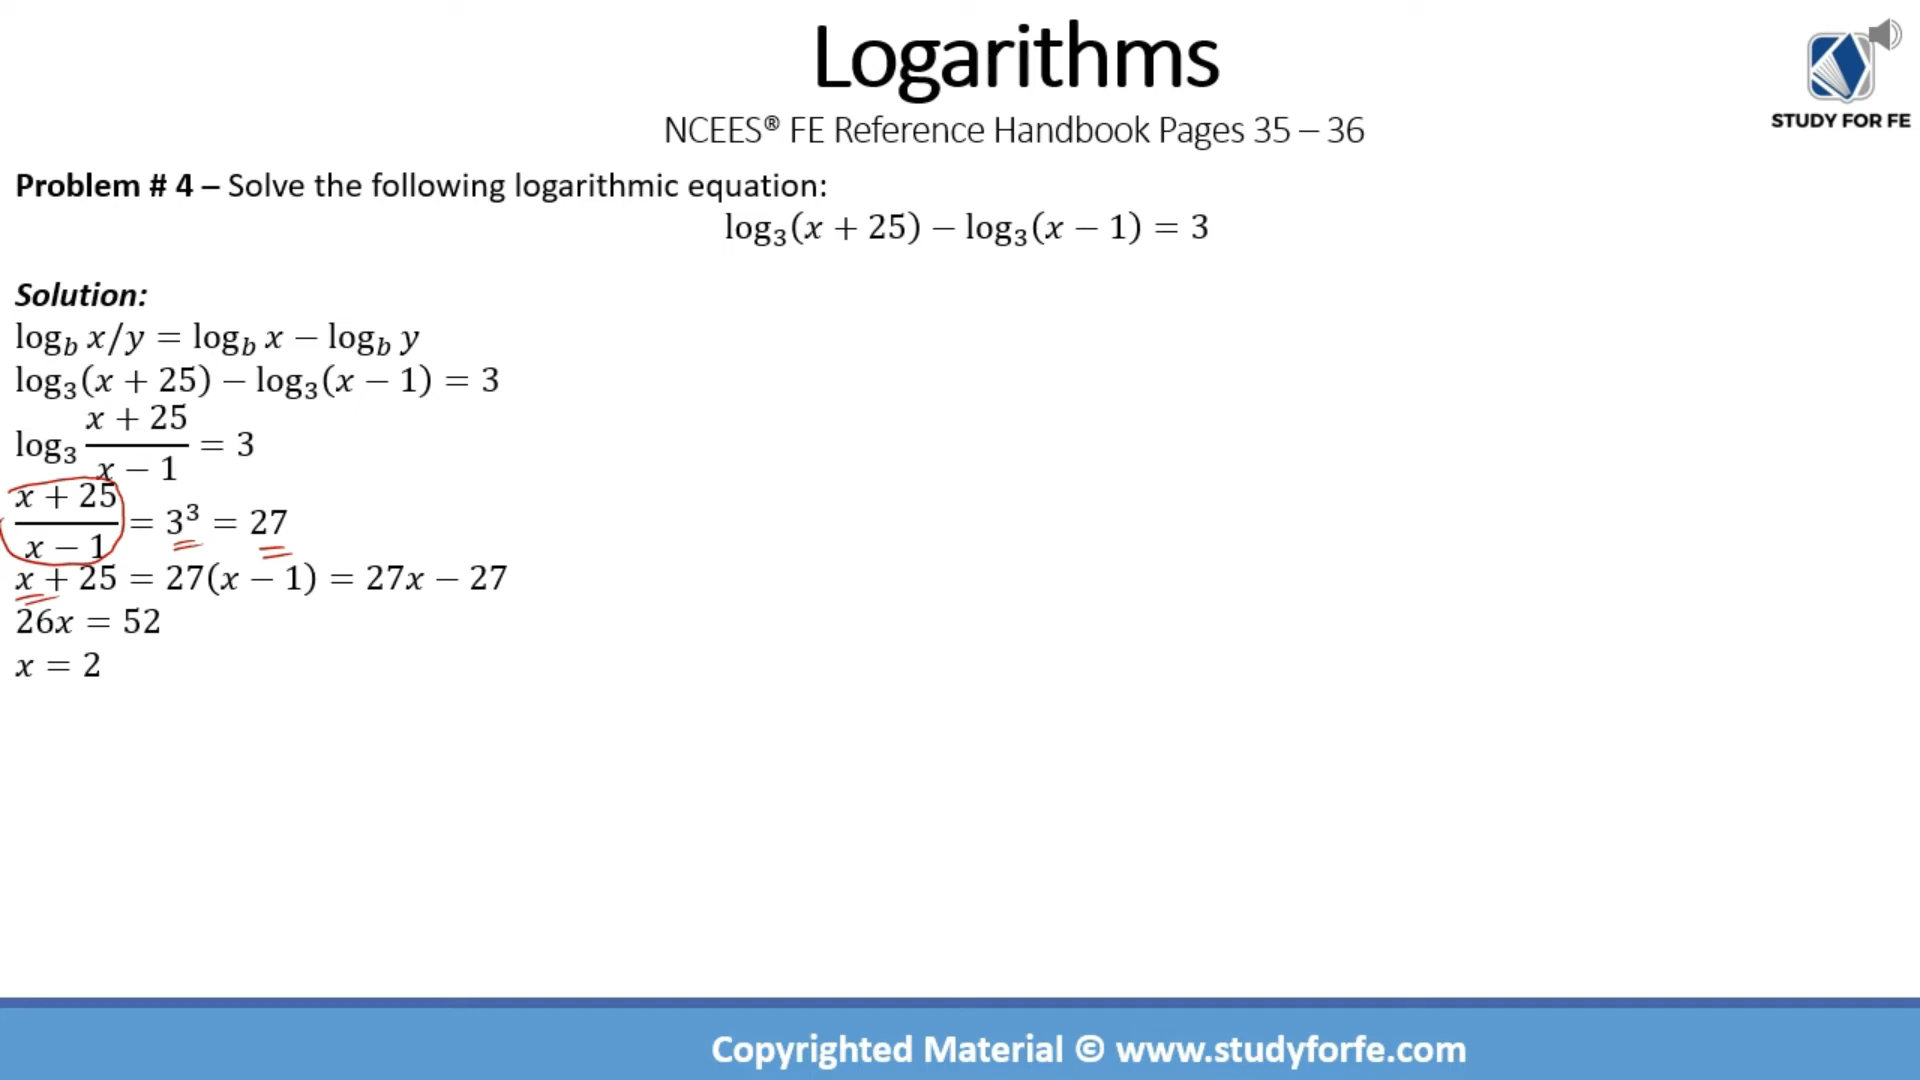 Logarithms
STUDY FOR FE
NCEES® FE Reference Handbook Pages 35 – 36
Problem # 4 – Solve the following logarithmic equation:
log₃(x + 25) − log₃(x − 1) = 3
Solution:
log_b x/y = log_b x − log_b y
log₃(x + 25) − log₃(x − 1) = 3
log₃ (x + 25)/(x − 1) = 3
(x + 25)/(x − 1) = 3³ = 27
x + 25 = 27(x − 1) = 27x − 27
26x = 52
x = 2
Copyrighted Material © www.studyforfe.com